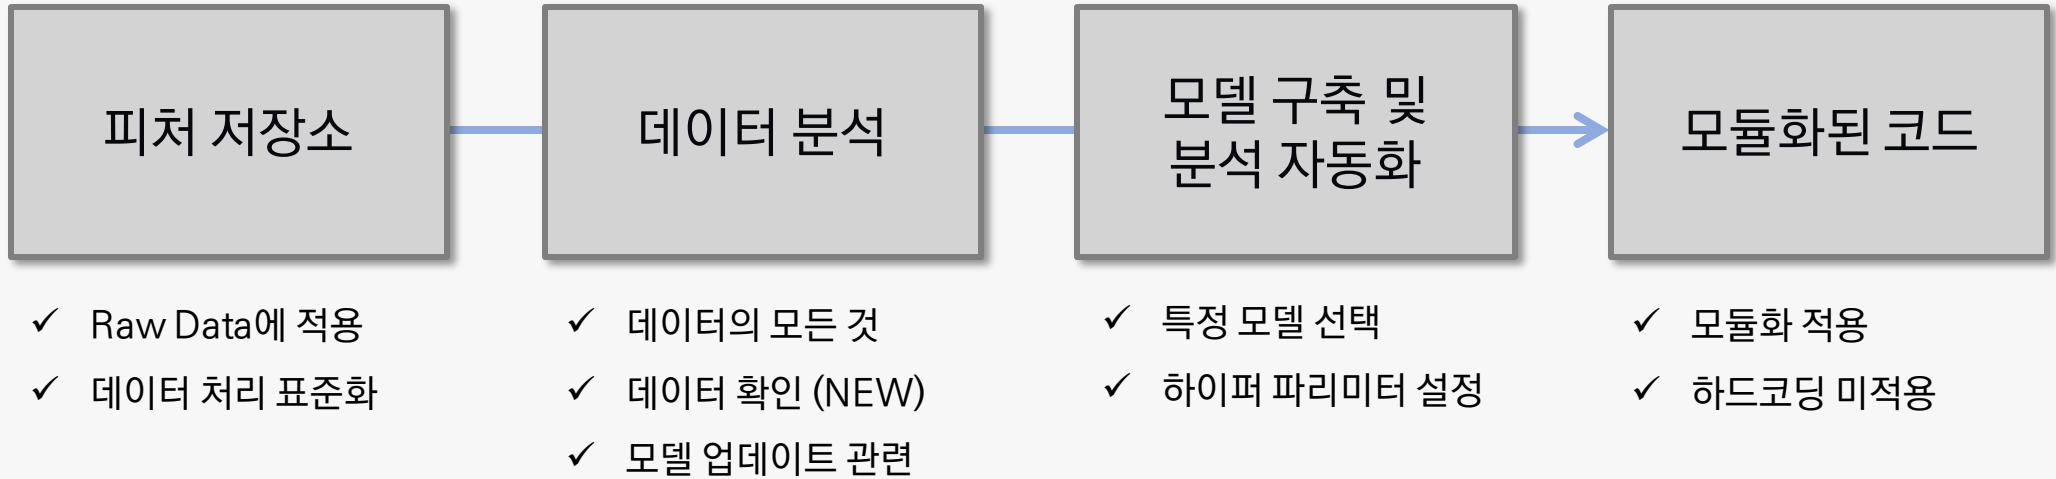 피처 저장소
Raw Data에 적용
데이터 처리 표준화
데이터 분석
데이터의 모든 것
데이터 확인 (NEW)
모델 업데이트 관련
모델 구축 및
분석 자동화
특정 모델 선택
하이퍼 파리미터 설정
모듈화된 코드
모듈화 적용
하드코딩 미적용